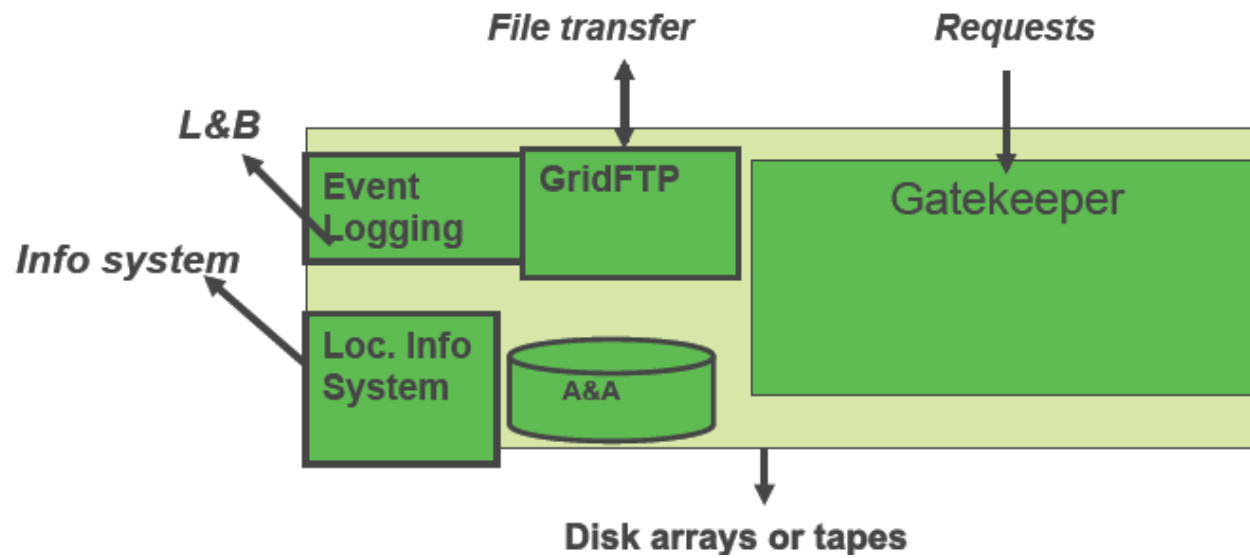 File transfer
Requests
L&B
Event
Logging
GridFTP
Gatekeeper
Info system
Loc. Info
System
A&A
Disk arrays or tapes